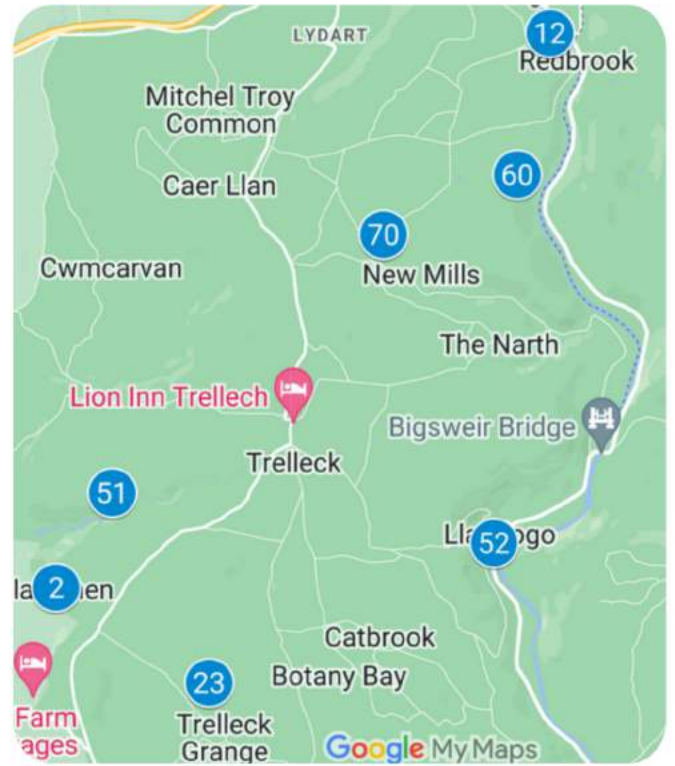 LYDART
12
Redbrook
Mitchel Troy
Common
60
Caer Llan
70
Cwmcarvan
New Mills
The Narth
Lion Inn Trellech
Bigsweir Bridge
Trelleck
51
52
2
Catbrook
23
Botany Bay
Farm
Trelleck
Grange
Google My Maps